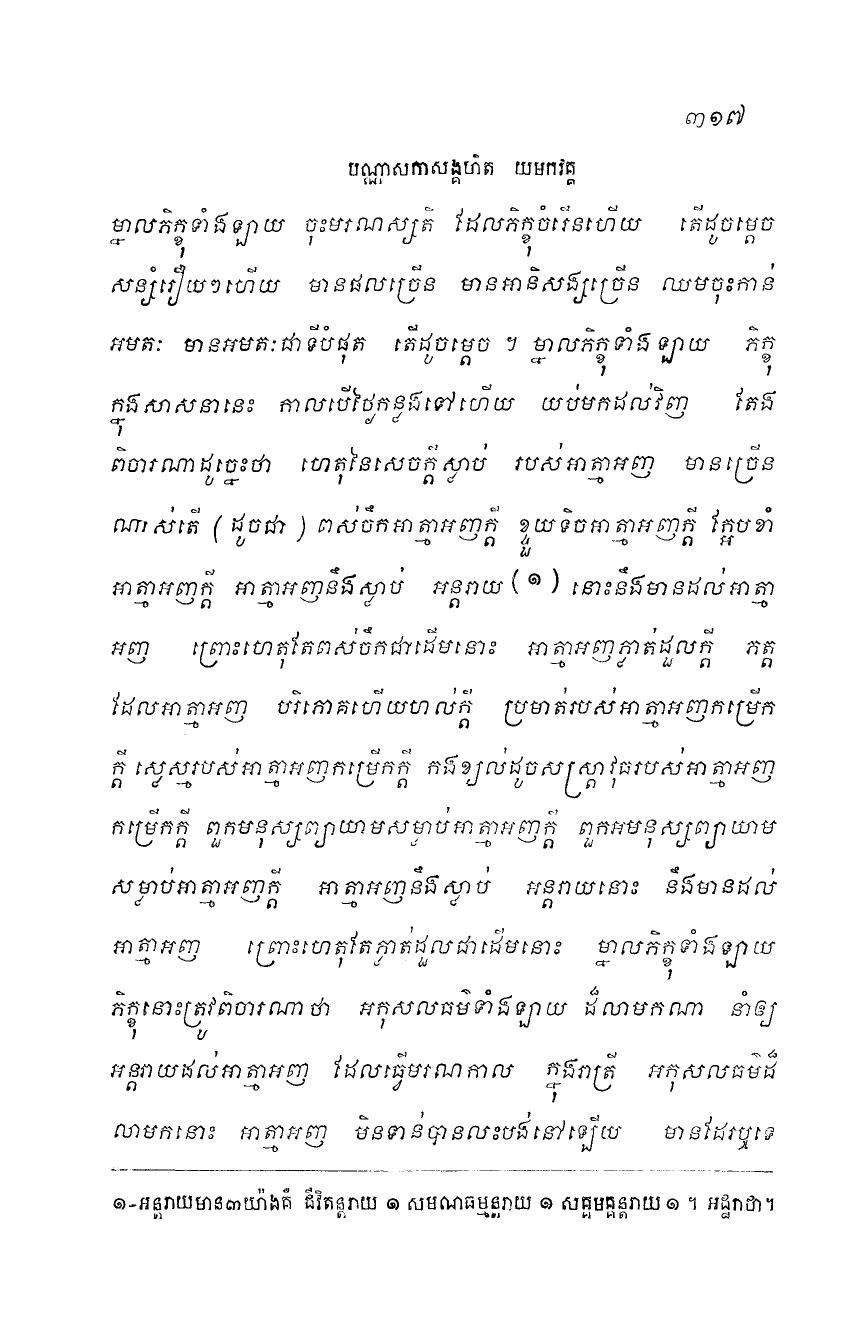 ៣១៧
បណ្ណាសកាសង្គហិត យមកវគ្គ
ម្នាលភិក្ខុទាំងឡាយ ចុះមរណស្សតិ ដែលភិក្ខុចំរើនហើយ តើដូចម្តេច
សន្សំរឿយៗហើយ មានផលច្រើន មានអានិសង្សច្រើន ឈមចុះកាន់
អមតៈ មានអមតៈជាទីបំផុត តើដូចម្តេច ។ ម្នាលភិក្ខុទាំងឡាយ ភិក្ខុ
ក្នុងសាសនានេះ កាលបើថ្ងៃកន្លងទៅហើយ យប់មកដល់វិញ តែង
ពិចារណាដូច្នេះថា ហេតុនៃសេចក្តីស្លាប់ របស់អាត្មាអញ មានច្រើន
ណាស់តើ ( ដូចជា ) ពស់ចឹកអាត្មាអញក្តី ខ្ទួយទិចអាត្មាអញក្តី ក្អែបខាំ
អាត្មាអញក្តី អាត្មាអញនឹងស្លាប់ អន្តរាយ (១) នោះនឹងមានដល់អាត្មា
អញ ព្រោះហេតុតែពស់ចឹកជាដើមនោះ អាត្មាអញភ្លាត់ដួលក្តី ភត្ត
ដែលអាត្មាអញ បរិភោគហើយហល់ក្តី ប្រមាត់របស់អាត្មាអញកម្រើក
ក្តី ស្លេស្មរបស់អាត្មាអញកម្រើកក្តី កងខ្យល់ដូចសស្ត្រាវុធរបស់អាត្មាអញ
កម្រើកក្តី ពួកមនុស្សព្យាយាមសម្លាប់អាត្មាអញក្តី ពួកអមនុស្សព្យាយាម
សម្លាប់អាត្មាអញក្តី អាត្មាអញនឹងស្លាប់ អន្តរាយនោះ នឹងមានដល់
អាត្មាអញ ព្រោះហេតុតែភ្លាត់ដួលជាដើមនោះ ម្នាលភិក្ខុទាំងឡាយ
ភិក្ខុនោះត្រូវពិចារណាថា អកុសលធម៌ទាំងឡាយ ដ៏លាមកណា នាំឲ្យ
អន្តរាយដល់អាត្មាអញ ដែលធ្វើមរណកាល ក្នុងរាត្រី អកុសលធម៌ដ៏
លាមកនោះ អាត្មាអញ មិនទាន់បានលះបង់នៅឡើយ មានដែរឬទេ
១-អន្តរាយមាន៣យ៉ាងគឺ ជីវិតន្តរាយ ១ សមណធម្មន្តរាយ ១ សគ្គមគ្គន្តរាយ ១ ។ អដ្ឋកថា។